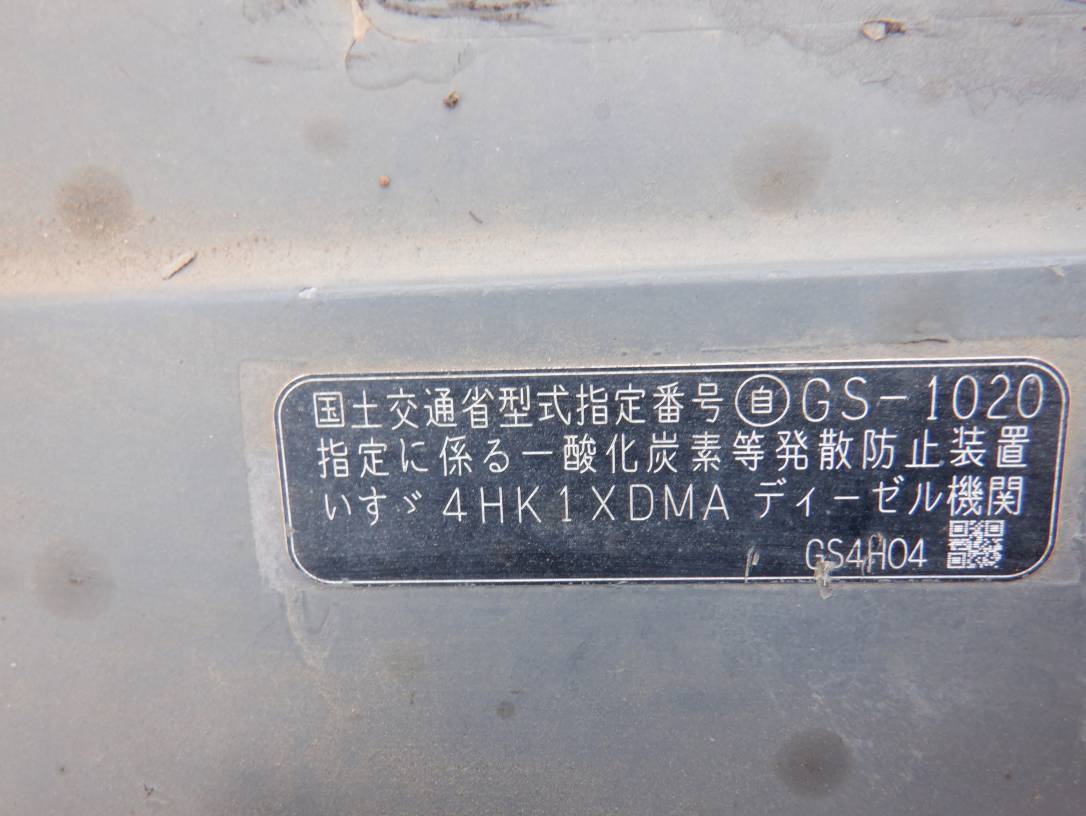 国土交通省型式指定番号㉂GS-1020
指定に係る一酸化炭素等発散防止装置
いすゞ 4HK1XDMA ディーゼル機関
GS4H04